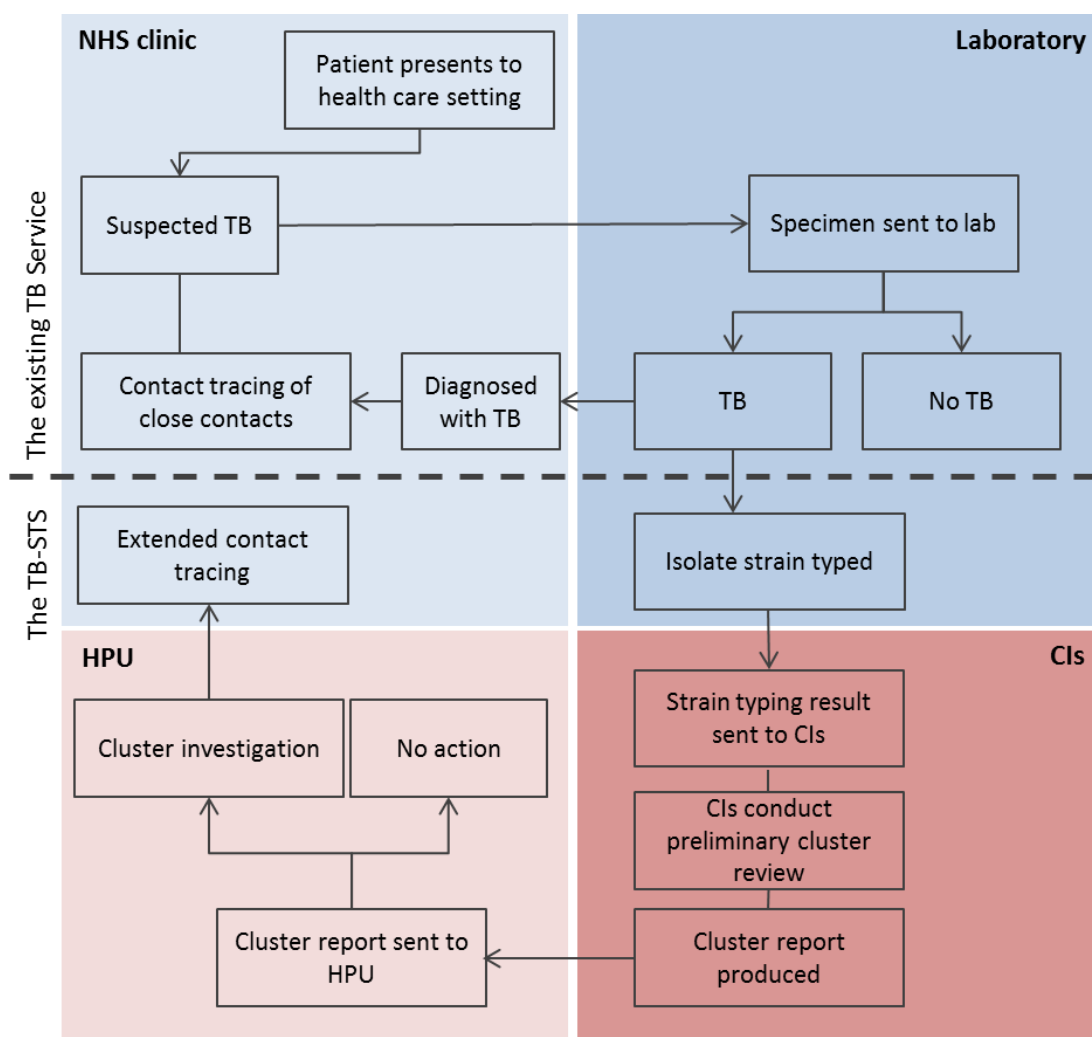 NHS clinic
Laboratory
Patient presents to
health care setting
Suspected TB
Specimen sent to lab
The existing TB Service
Contact tracing of
close contacts
Diagnosed
with TB
TB
No TB
The TB-STS
Extended contact
tracing
Isolate strain typed
HPU
CIs
Strain typing result
sent to CIs
Cluster investigation
No action
CIs conduct
preliminary cluster
review
Cluster report sent to
HPU
Cluster report
produced